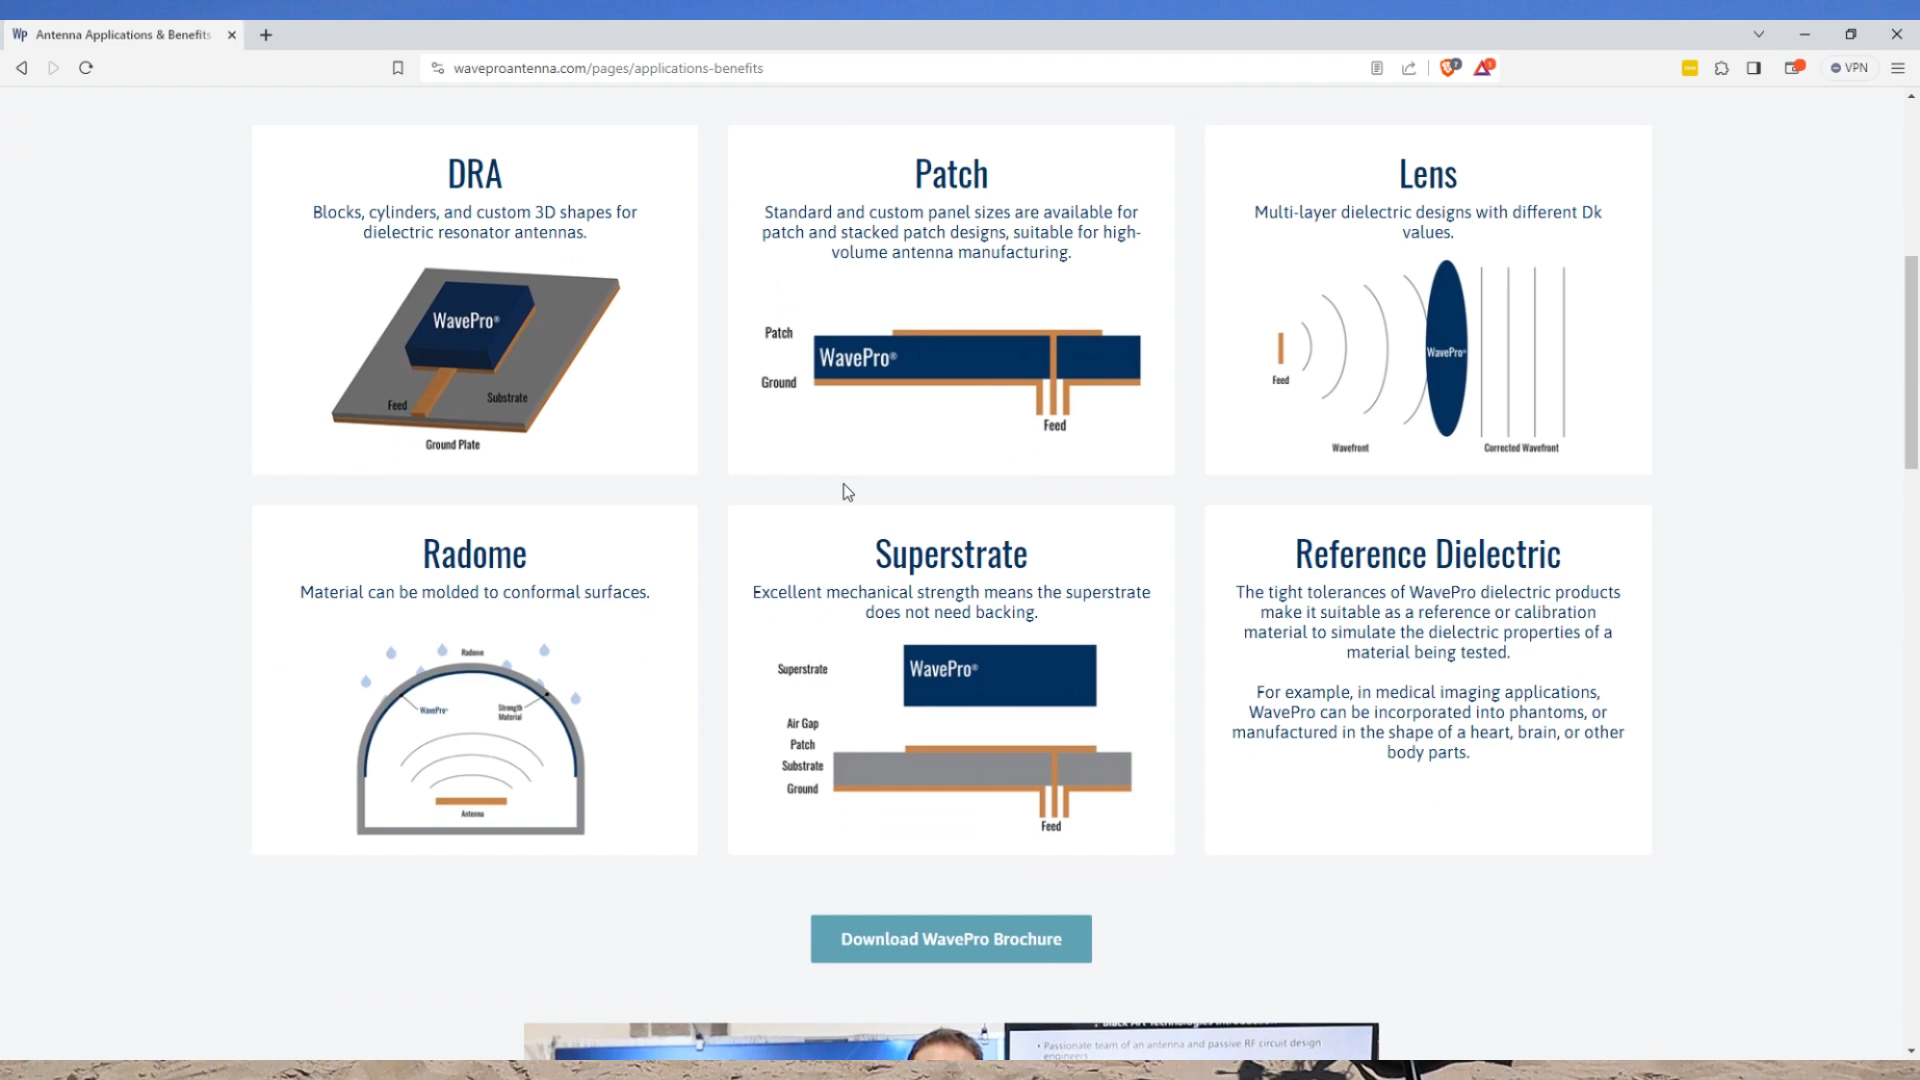 Wp Antenna Applications & Benefits
waveproantenna.com/pages/applications-benefits
VPN
DRA
Blocks, cylinders, and custom 3D shapes for
dielectric resonator antennas.
WavePro®
Feed
Substrate
Ground Plate
Patch
Standard and custom panel sizes are available for
patch and stacked patch designs, suitable for high-
volume antenna manufacturing.
Patch
WavePro®
Ground
Feed
Lens
Multi-layer dielectric designs with different Dk
values.
WavePro®
Feed
Wavefront
Corrected Wavefront
Radome
Material can be molded to conformal surfaces.
Radome
WavePro®
Strength
Material
Antenna
Superstrate
Excellent mechanical strength means the superstrate
does not need backing.
Superstrate
WavePro®
Air Gap
Patch
Substrate
Ground
Feed
Reference Dielectric
The tight tolerances of WavePro dielectric products
make it suitable as a reference or calibration
material to simulate the dielectric properties of a
material being tested.
For example, in medical imaging applications,
WavePro can be incorporated into phantoms, or
manufactured in the shape of a heart, brain, or other
body parts.
Download WavePro Brochure
• Passionate team of an antenna and passive RF circuit design
engineers